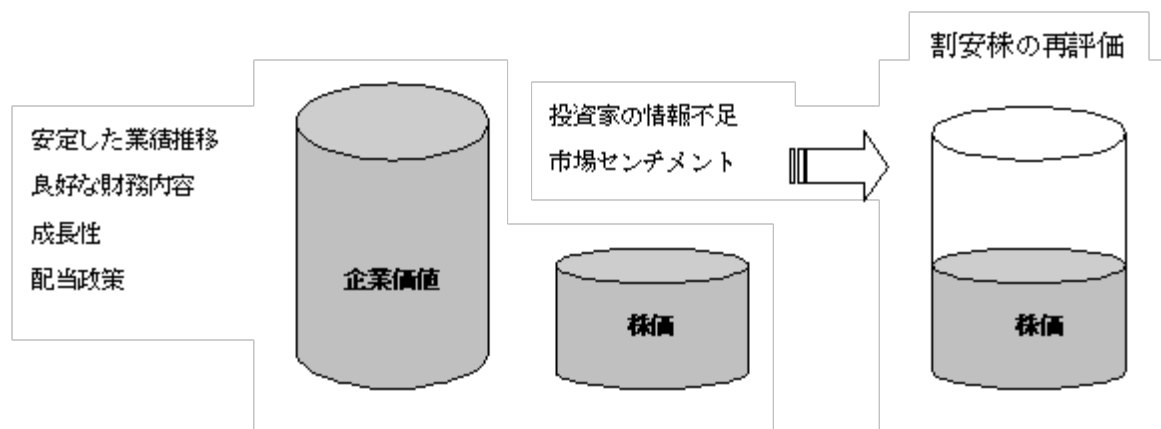 安定した業績推移
良好な財務内容
成長性
配当政策
企業価値
投資家の情報不足
市場センチメント
株価
割安株の再評価
株価